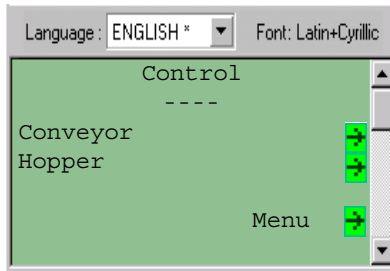 Language : ENGLISH * Font: Latin+Cyrillic
Control
----
Conveyor
Hopper
Menu